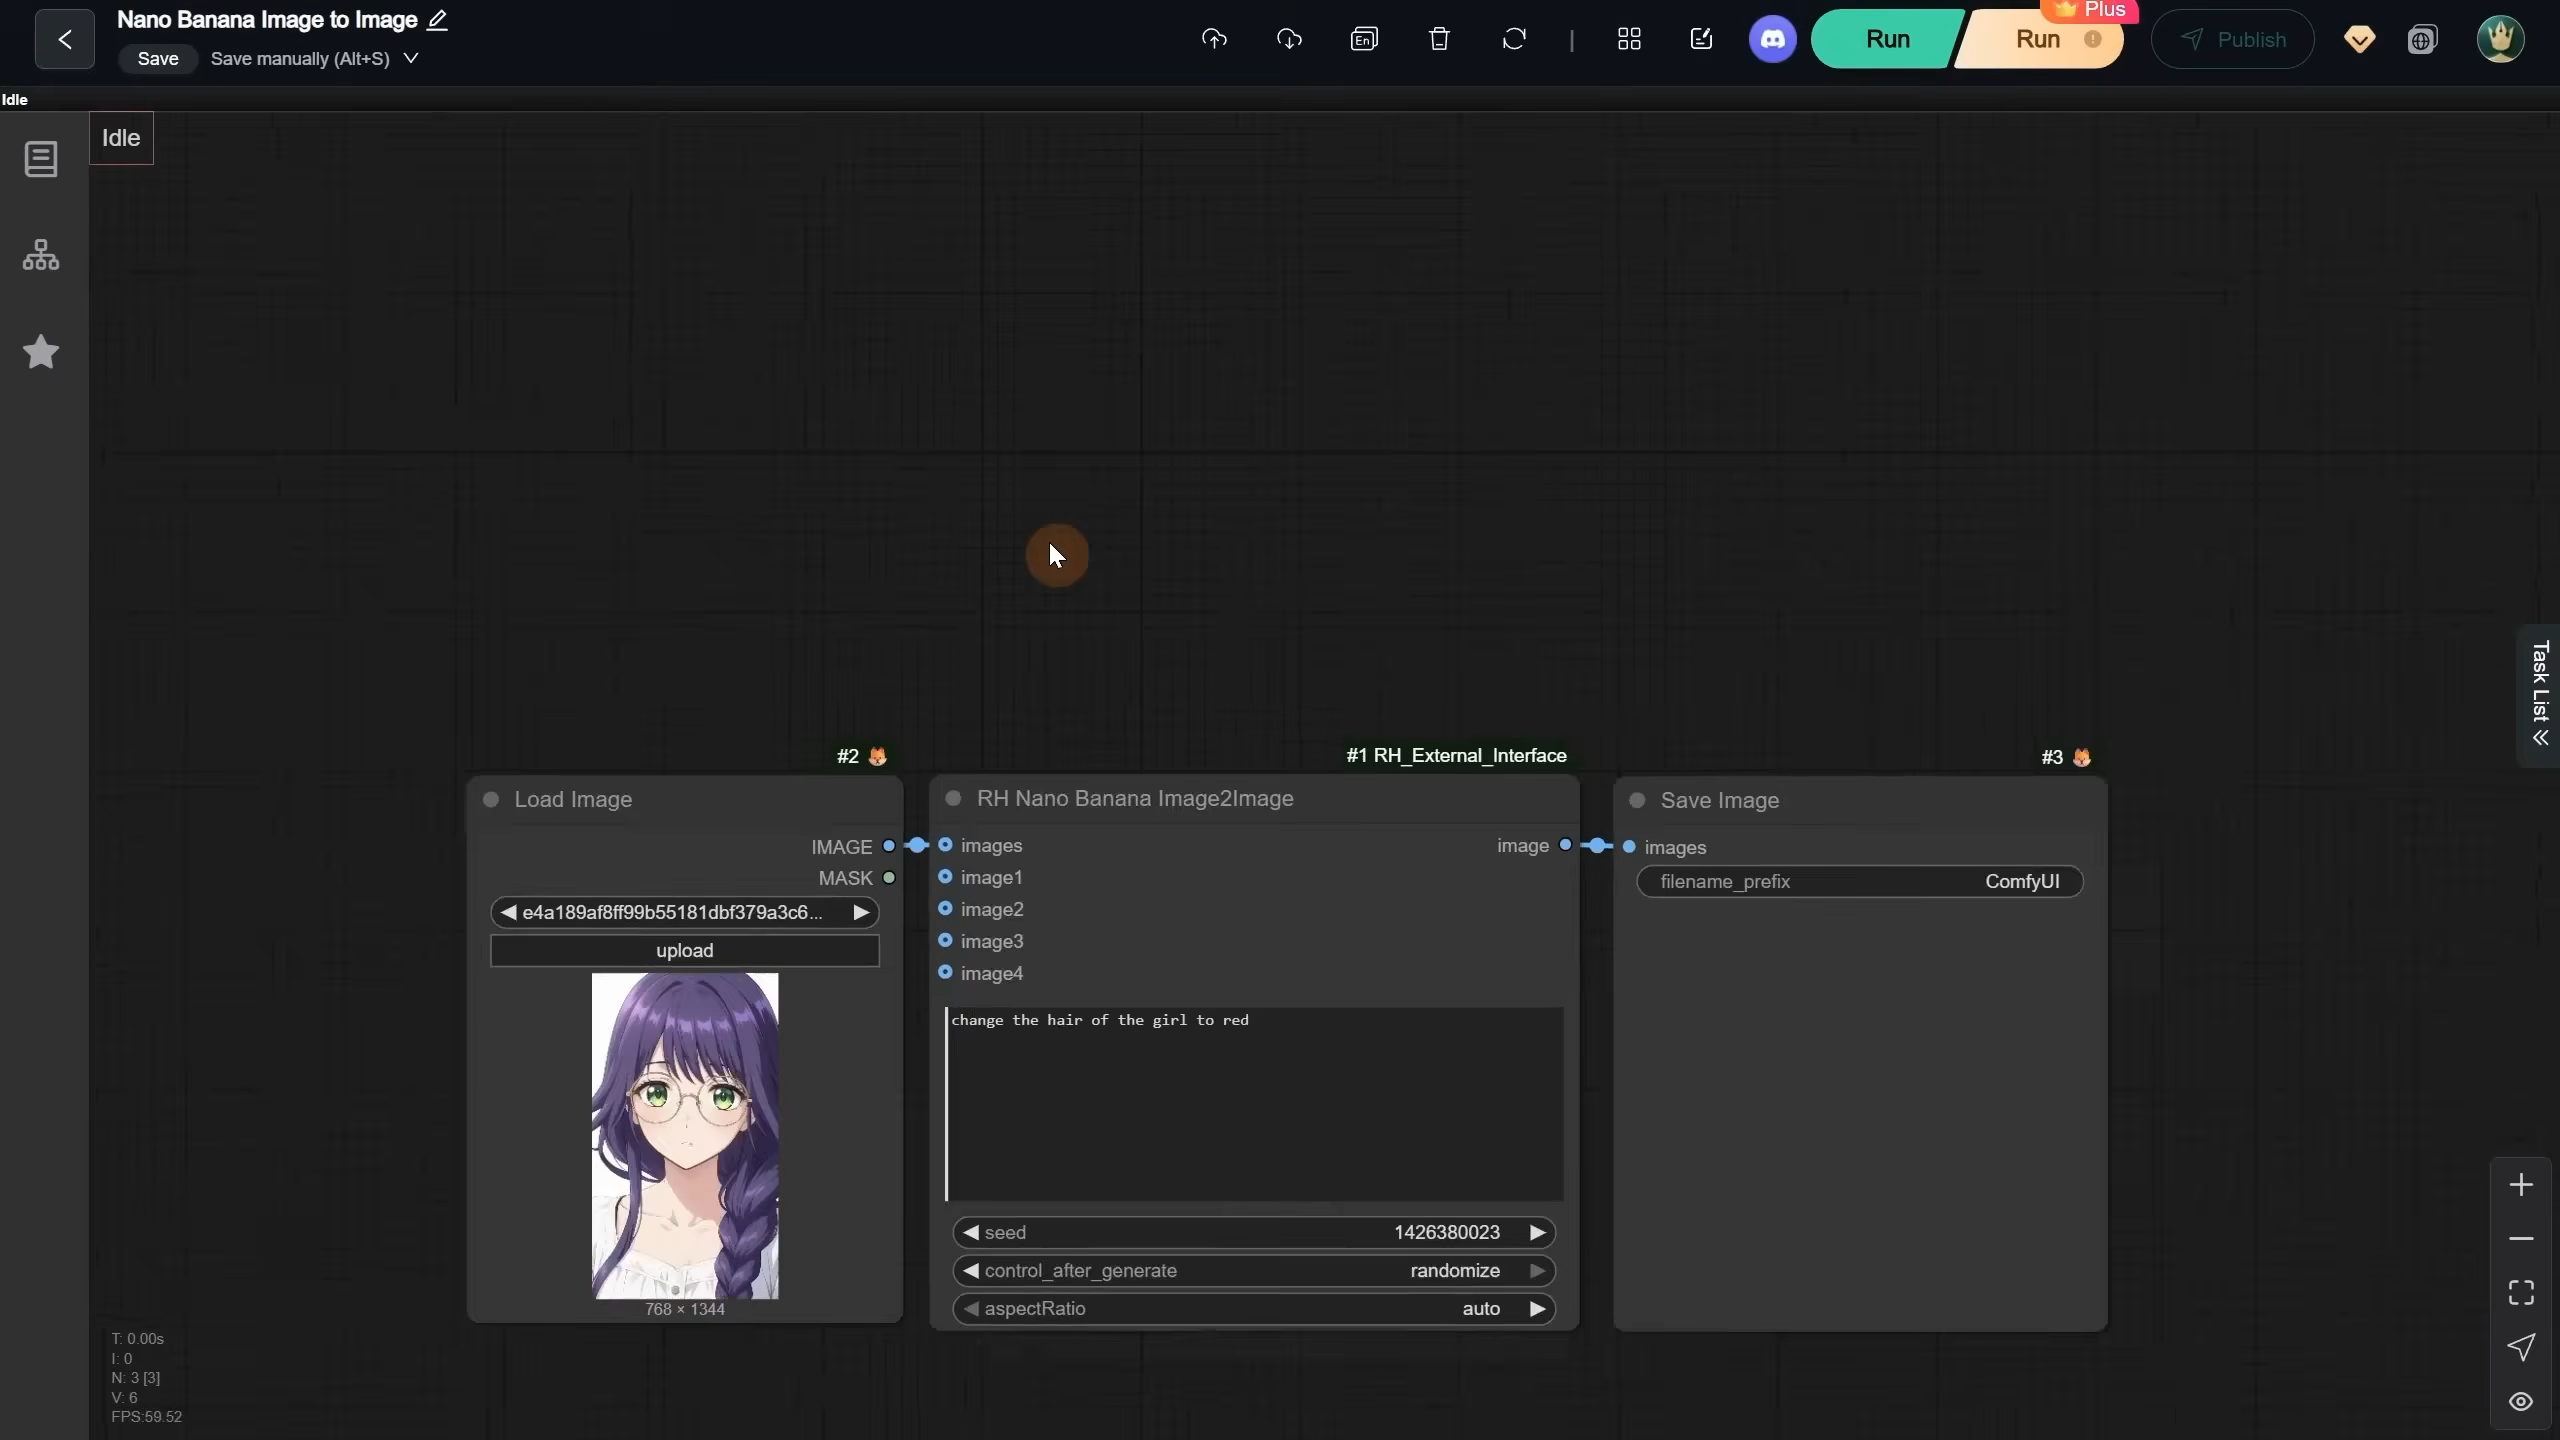 Nano Banana Image to Image
Save
Save manually (Alt+S)
En
Run
Run
Plus
Publish
Idle
Idle
Task List
#2
#1 RH_External_Interface
#3
Load Image
IMAGE
MASK
e4a189af8ff99b55181dbf379a3c6...
upload
768 × 1344
RH Nano Banana Image2Image
images
image
image1
image2
image3
image4
change the hair of the girl to red
seed
1426380023
control_after_generate
randomize
aspectRatio
auto
Save Image
images
filename_prefix
ComfyUI
T: 0.00s
I: 0
N: 3 [3]
V: 6
FPS:59.52